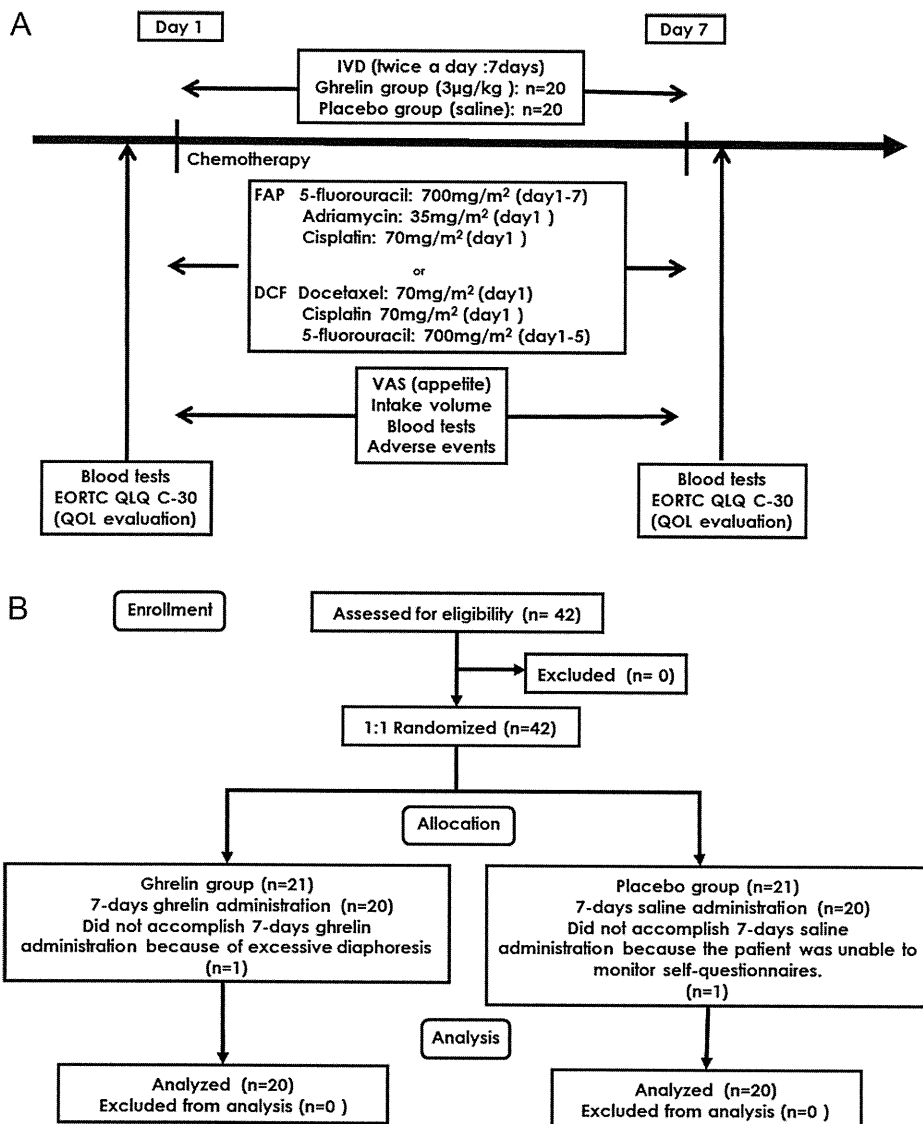 A
Day 1
Day 7
IVD (twice a day :7days)
Ghrelin group (3µg/kg ): n=20
Placebo group (saline): n=20
Chemotherapy
FAP 5-fluorouracil: 700mg/m² (day1-7)
Adriamycin: 35mg/m² (day1 )
Cisplatin: 70mg/m² (day1 )
or
DCF Docetaxel: 70mg/m² (day1)
Cisplatin 70mg/m² (day1 )
5-fluorouracil: 700mg/m² (day1-5)
VAS (appetite)
Intake volume
Blood tests
Adverse events
Blood tests
EORTC QLQ C-30
(QOL evaluation)
Blood tests
EORTC QLQ C-30
(QOL evaluation)
B
Enrollment
Assessed for eligibility (n= 42)
Excluded (n= 0)
1:1 Randomized (n=42)
Allocation
Ghrelin group (n=21)
7-days ghrelin administration (n=20)
Did not accomplish 7-days ghrelin
administration because of excessive diaphoresis
(n=1)
Placebo group (n=21)
7-days saline administration (n=20)
Did not accomplish 7-days saline
administration because the patient was unable to
monitor self-questionnaires.
(n=1)
Analysis
Analyzed (n=20)
Excluded from analysis (n=0 )
Analyzed (n=20)
Excluded from analysis (n=0 )